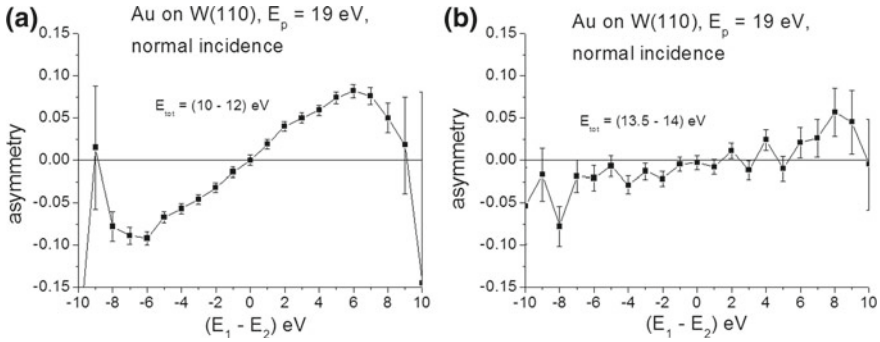 (a)
Au on W(110), E_p = 19 eV,
normal incidence
E_tot = (10 - 12) eV
asymmetry
0.15
0.10
0.05
0.00
-0.05
-0.10
-0.15
-10 -8 -6 -4 -2 0 2 4 6 8 10
(E_1 - E_2) eV
(b)
Au on W(110), E_p = 19 eV,
normal incidence
E_tot = (13.5 - 14) eV
asymmetry
0.15
0.10
0.05
0.00
-0.05
-0.10
-0.15
-10 -8 -6 -4 -2 0 2 4 6 8 10
(E_1 - E_2) eV